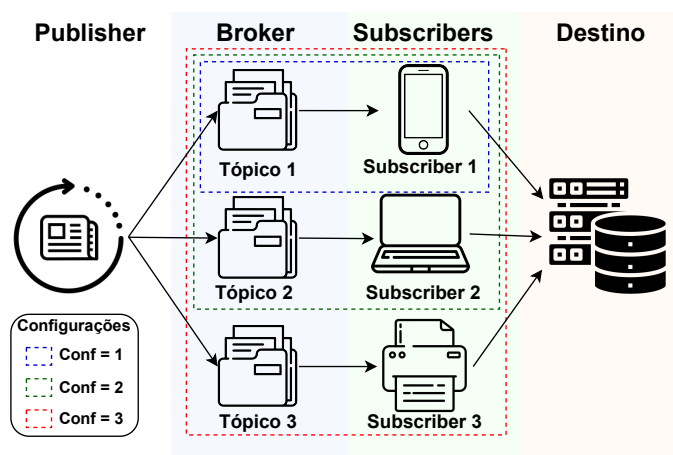 Publisher
Broker
Subscribers
Destino
Tópico 1
Subscriber 1
Tópico 2
Subscriber 2
Configurações
Conf = 1
Conf = 2
Conf = 3
Tópico 3
Subscriber 3